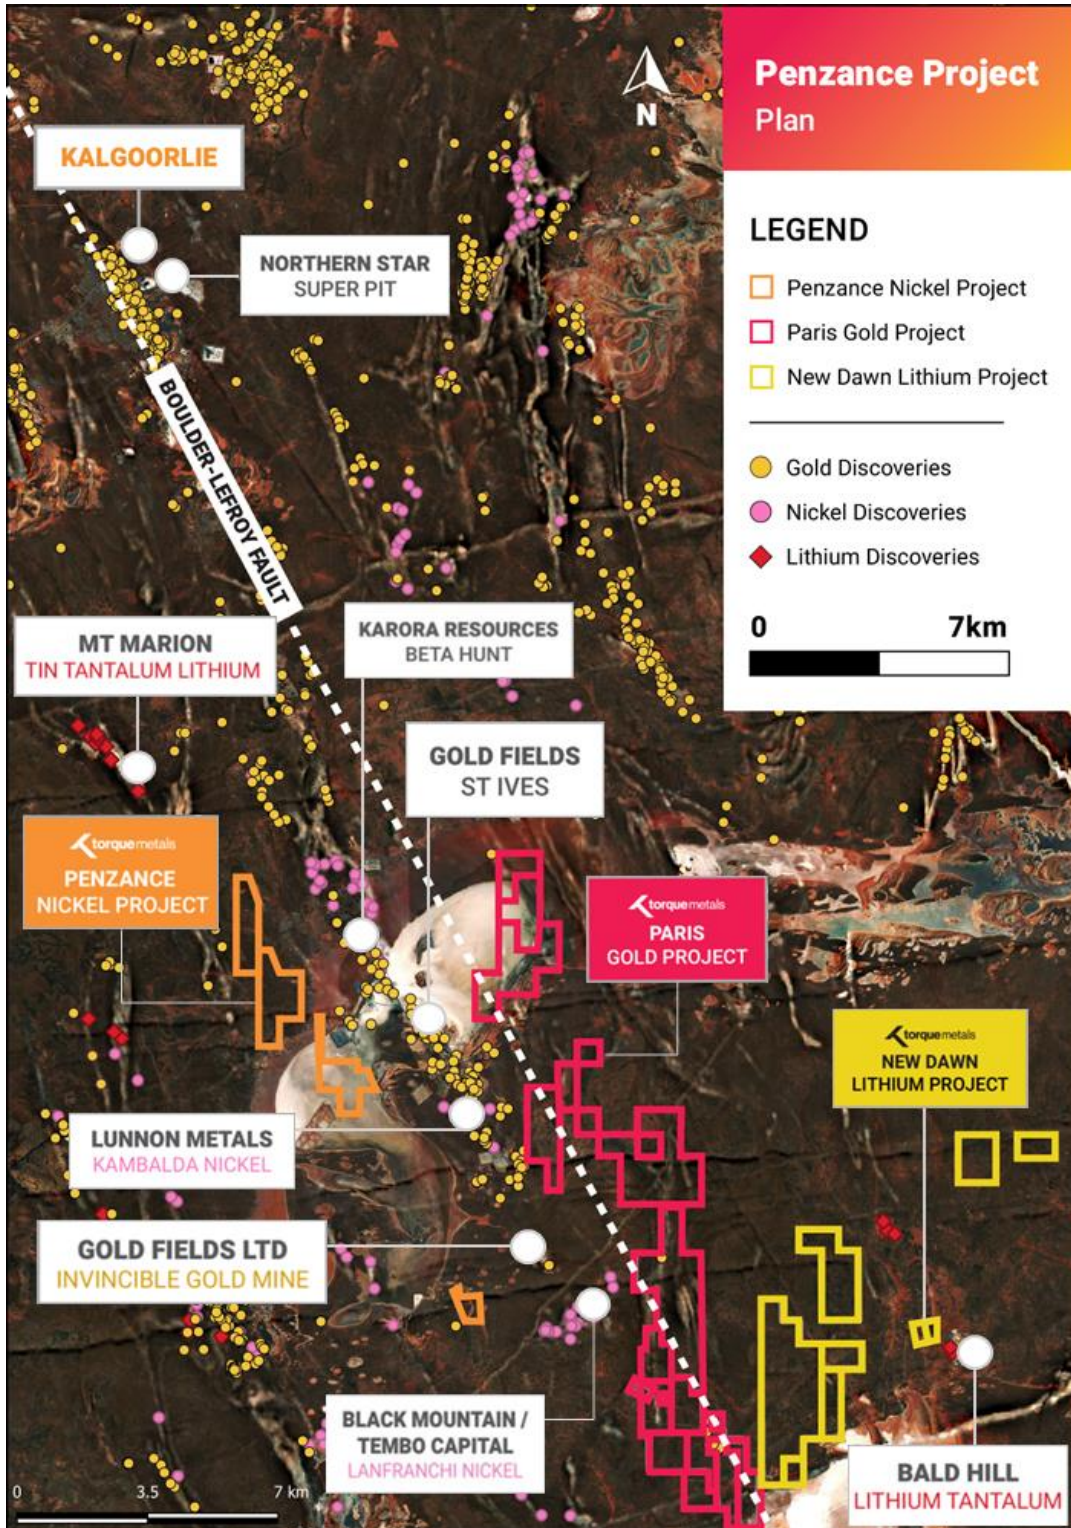 Penzance Project
Plan
N
LEGEND
Penzance Nickel Project
Paris Gold Project
New Dawn Lithium Project
Gold Discoveries
Nickel Discoveries
Lithium Discoveries
0 7km
KALGOORLIE
NORTHERN STAR
SUPER PIT
BOULDER-LEFROY FAULT
KARORA RESOURCES
BETA HUNT
MT MARION
TIN TANTALUM LITHIUM
GOLD FIELDS
ST IVES
torquemetals
PENZANCE
NICKEL PROJECT
torquemetals
PARIS
GOLD PROJECT
torquemetals
NEW DAWN
LITHIUM PROJECT
LUNNON METALS
KAMBALDA NICKEL
GOLD FIELDS LTD
INVINCIBLE GOLD MINE
BLACK MOUNTAIN /
TEMBO CAPITAL
LANFRANCHI NICKEL
BALD HILL
LITHIUM TANTALUM
0 3.5 7 km